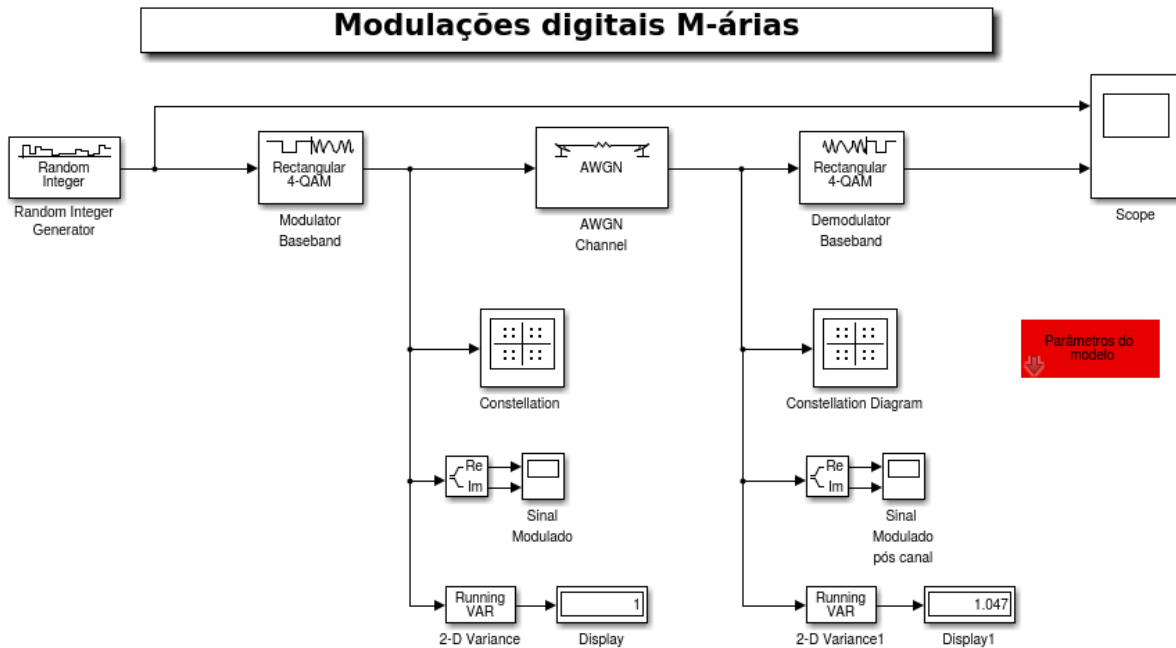 Modulações digitais M-árias
Random
Integer
Random Integer
Generator
Rectangular
4-QAM
Modulator
Baseband
AWGN
AWGN
Channel
Rectangular
4-QAM
Demodulator
Baseband
Scope
Constellation
Constellation Diagram
Parâmetros do
modelo
Re
Im
Sinal
Modulado
Re
Im
Sinal
Modulado
pós canal
Running
VAR
2-D Variance
1
Display
Running
VAR
2-D Variance1
1.047
Display1